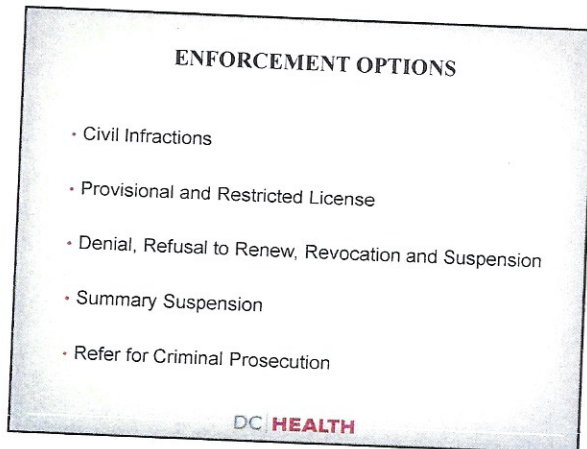 ENFORCEMENT OPTIONS
• Civil Infractions
• Provisional and Restricted License
• Denial, Refusal to Renew, Revocation and Suspension
• Summary Suspension
• Refer for Criminal Prosecution
DC HEALTH